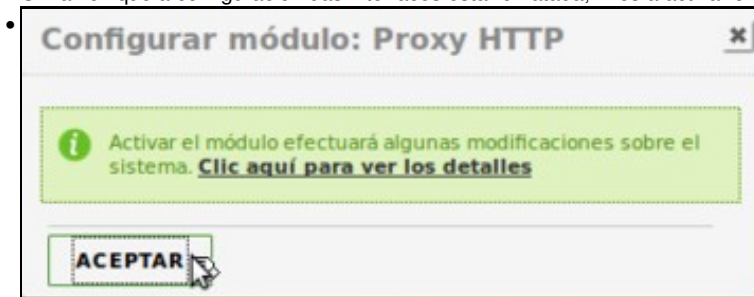 Configurar módulo: Proxy HTTP
Activar el módulo efectuará algunas modificaciones sobre el
sistema. Clic aquí para ver los detalles
ACEPTAR